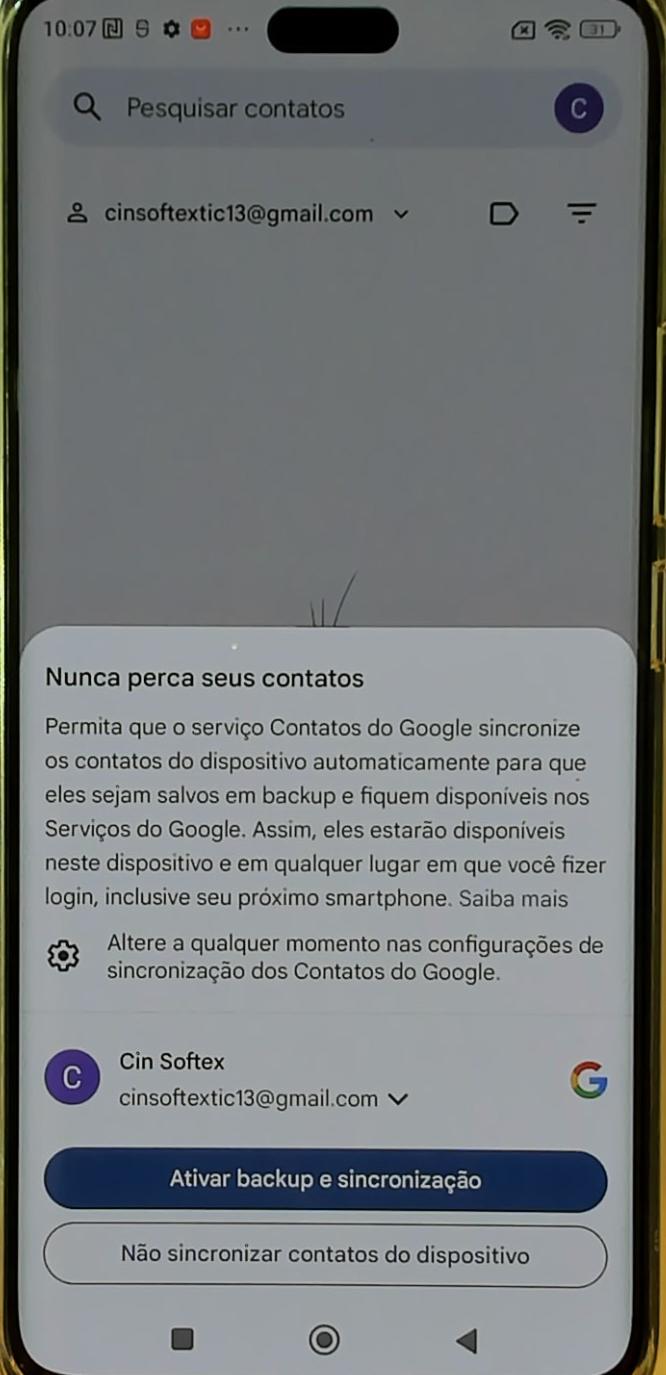 10:07
31
Pesquisar contatos
C
cinsoftextic13@gmail.com
Nunca perca seus contatos
Permita que o serviço Contatos do Google sincronize
os contatos do dispositivo automaticamente para que
eles sejam salvos em backup e fiquem disponíveis nos
Serviços do Google. Assim, eles estarão disponíveis
neste dispositivo e em qualquer lugar em que você fizer
login, inclusive seu próximo smartphone. Saiba mais
Altere a qualquer momento nas configurações de
sincronização dos Contatos do Google.
C
Cin Softex
cinsoftextic13@gmail.com
G
Ativar backup e sincronização
Não sincronizar contatos do dispositivo